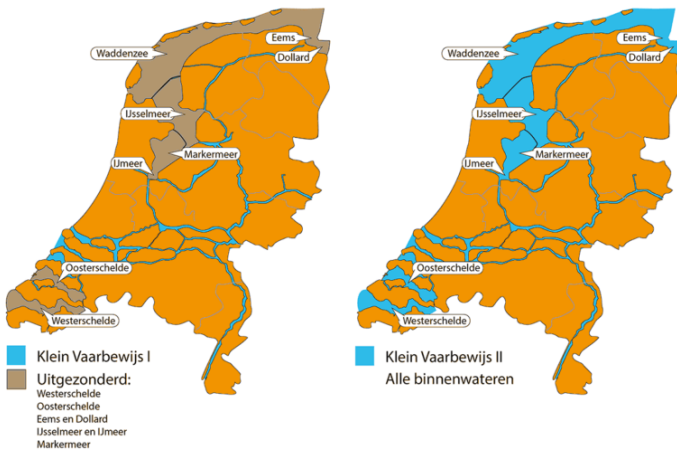 Waddenzee
Eems
Dollard
IJsselmeer
Markermeer
IJmeer
Oosterschelde
Westerschelde
Klein Vaarbewijs I
Uitgezonderd:
Westerschelde
Oosterschelde
Eems en Dollard
IJsselmeer en IJmeer
Markermeer
Waddenzee
Eems
Dollard
IJsselmeer
Markermeer
IJmeer
Oosterschelde
Westerschelde
Klein Vaarbewijs II
Alle binnenwateren